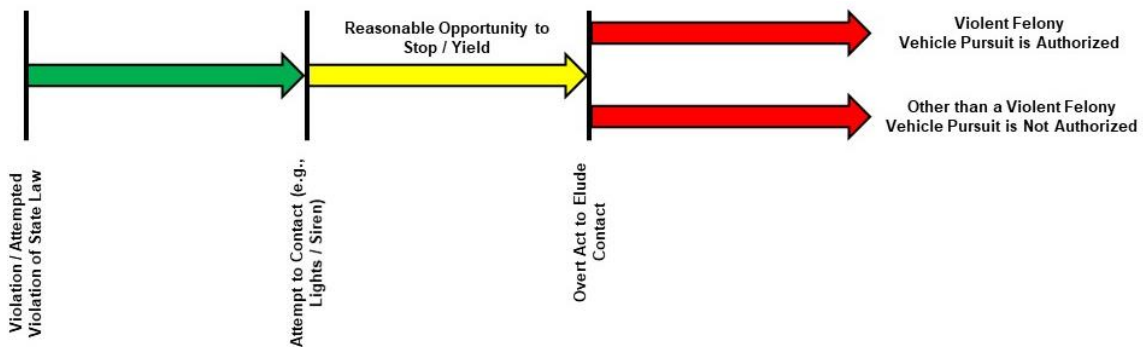 Reasonable Opportunity to
Stop / Yield
Violent Felony
Vehicle Pursuit is Authorized
Other than a Violent Felony
Vehicle Pursuit is Not Authorized
Violation / Attempted
Violation of State Law
Attempt to Contact (e.g.,
Lights / Siren)
Overt Act to Elude
Contact